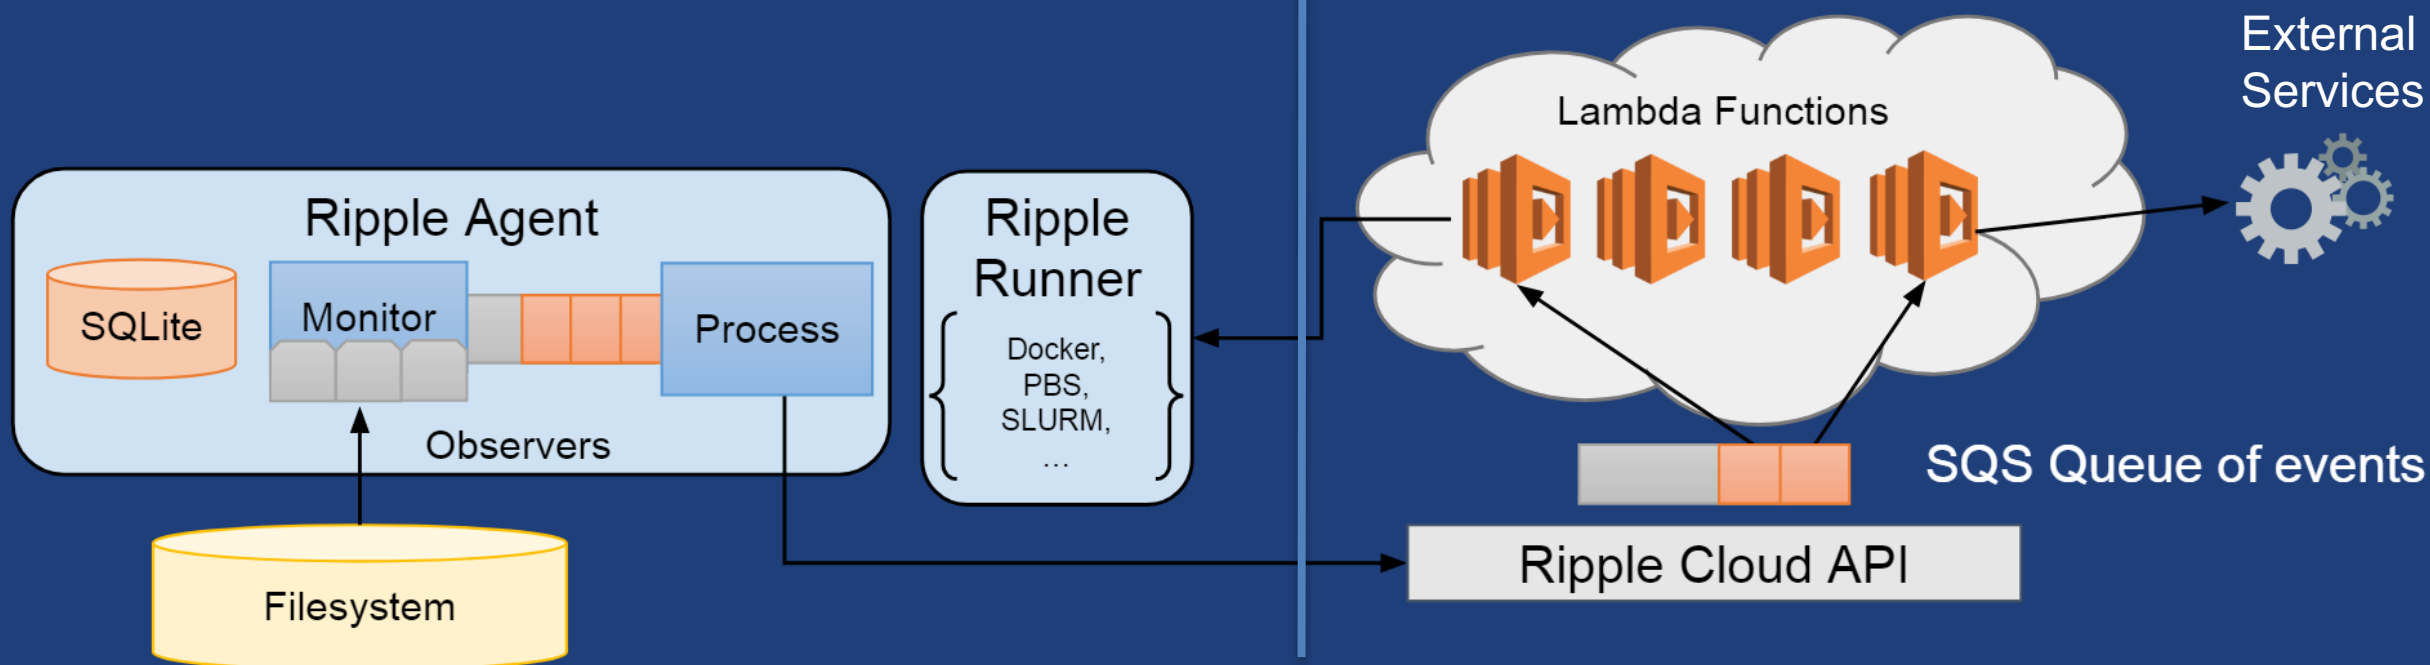 Ripple Agent
SQLite
Monitor
Process
Observers
Filesystem
Ripple
Runner
Docker,
PBS,
SLURM,
...
Lambda Functions
External
Services
SQS Queue of events
Ripple Cloud API